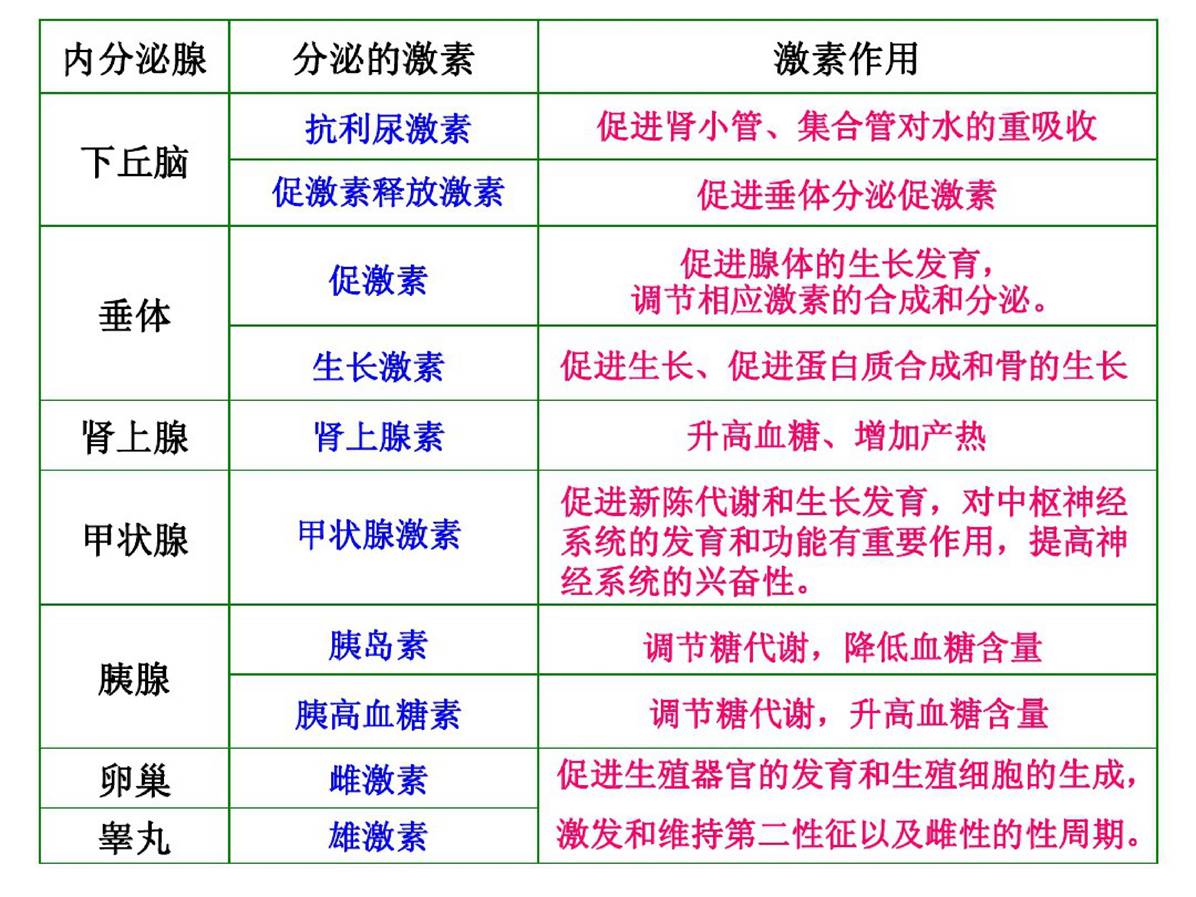 内分泌腺 分泌的激素 激素作用
下丘脑
抗利尿激素 促进肾小管、集合管对水的重吸收
促激素释放激素 促进垂体分泌促激素
垂体
促激素 促进腺体的生长发育，
调节相应激素的合成和分泌。
生长激素 促进生长、促进蛋白质合成和骨的生长
肾上腺 肾上腺素 升高血糖、增加产热
甲状腺 甲状腺激素
促进新陈代谢和生长发育，对中枢神经
系统的发育和功能有重要作用，提高神
经系统的兴奋性。
胰腺
胰岛素 调节糖代谢，降低血糖含量
胰高血糖素 调节糖代谢，升高血糖含量
卵巢 雌激素 促进生殖器官的发育和生殖细胞的生成，
睾丸 雄激素 激发和维持第二性征以及雌性的性周期。